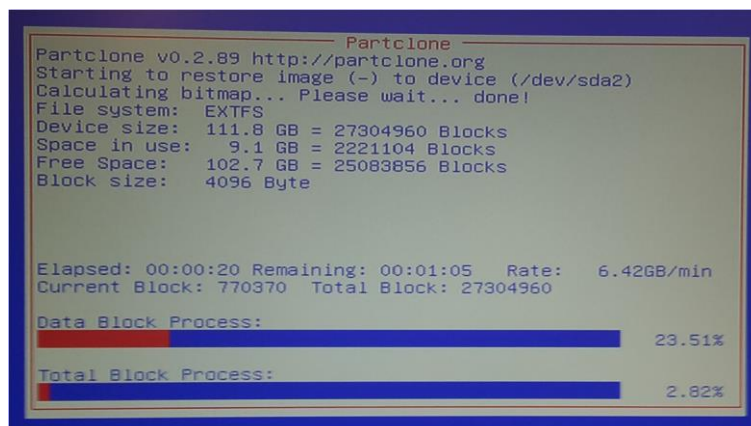 Partclone
Partclone v0.2.89 http://partclone.org
Starting to restore image (-) to device (/dev/sda2)
Calculating bitmap... Please wait... done!
File system:  EXTFS
Device size:  111.8 GB = 27304960 Blocks
Space in use:   9.1 GB = 2221104 Blocks
Free Space:   102.7 GB = 25083856 Blocks
Block size:   4096 Byte
Elapsed: 00:00:20 Remaining: 00:01:05  Rate:   6.42GB/min
Current Block: 770370  Total Block: 27304960
Data Block Process:
23.51%
Total Block Process:
2.82%